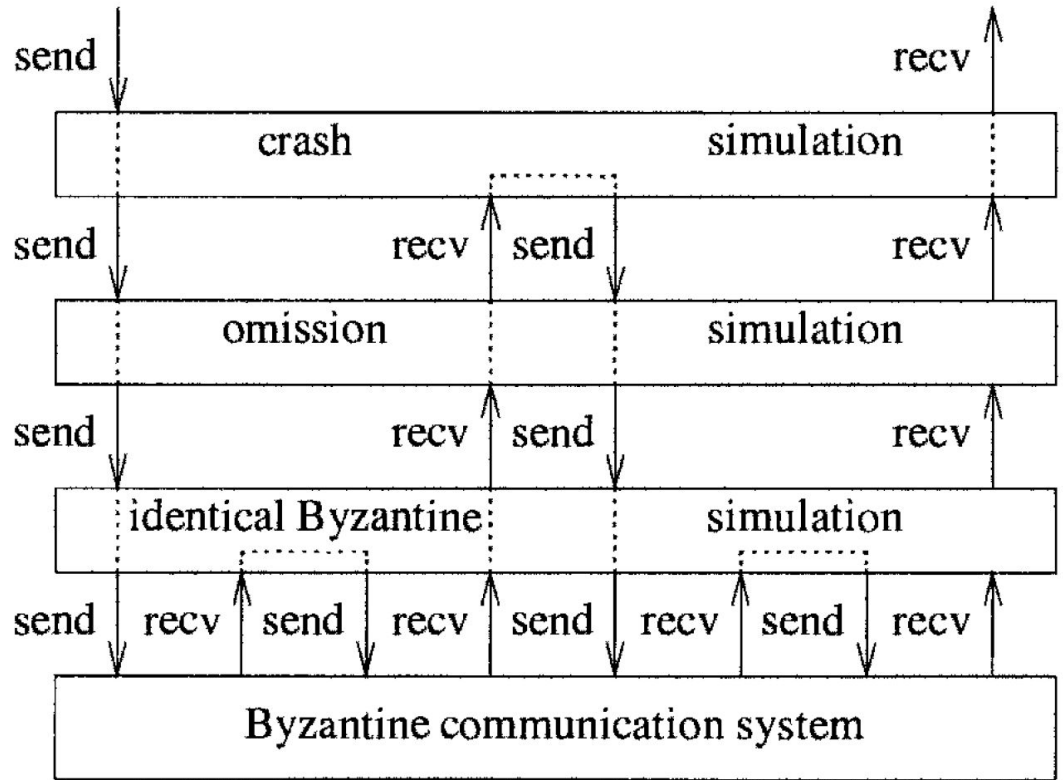 send recv
crash simulation
send recv send recv
omission simulation
send recv send recv
identical Byzantine simulation
send recv send recv send recv send recv
Byzantine communication system